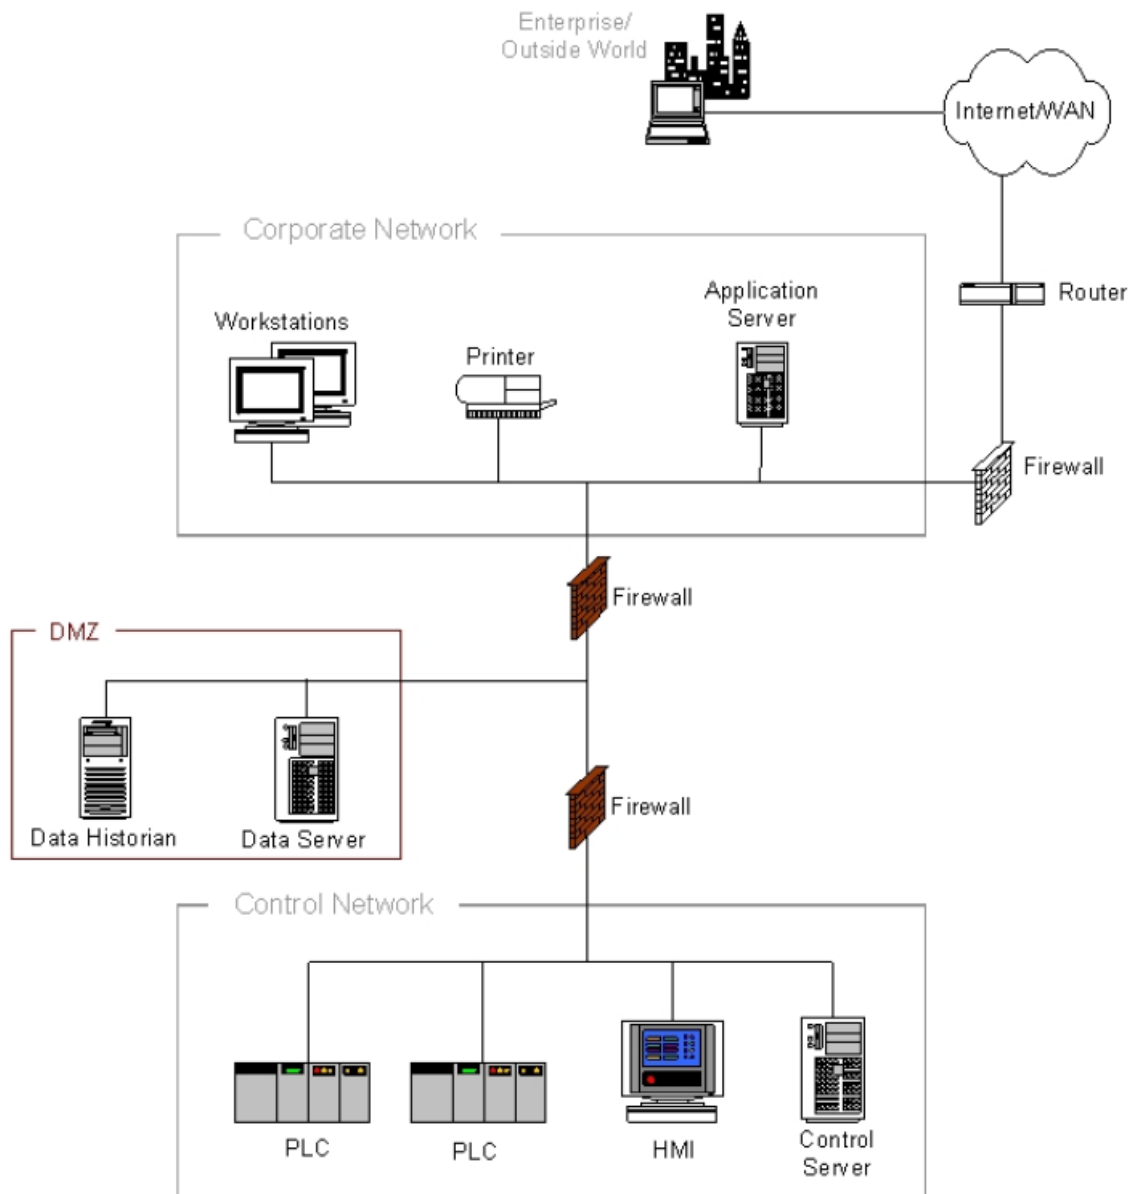 Enterprise/
Outside World
Internet/WAN
Corporate Network
Router
Application
Server
Workstations
Printer
Firewall
Firewall
DMZ
Firewall
Data Historian
Data Server
Control Network
PLC
PLC
HMI
Control
Server